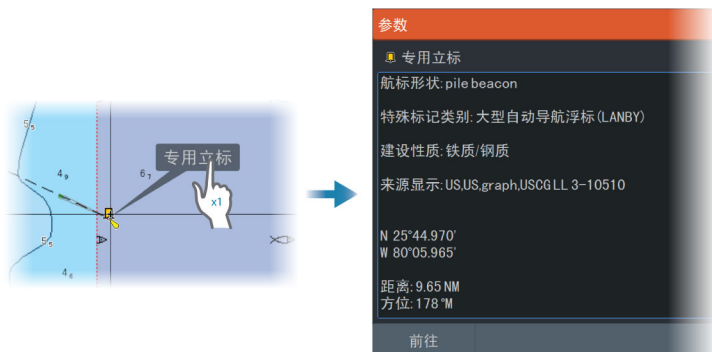 5₅
4₉
6₇
专用立标
x1
5₅
4₈
参数
专用立标
航标形状: pile beacon
特殊标记类别: 大型自动导航浮标(LANBY)
建设性质: 铁质/钢质
来源显示: US,US,graph,USCG LL 3-10510
N 25°44.970'
W 80°05.965'
距离: 9.65 NM
方位: 178 °M
前往